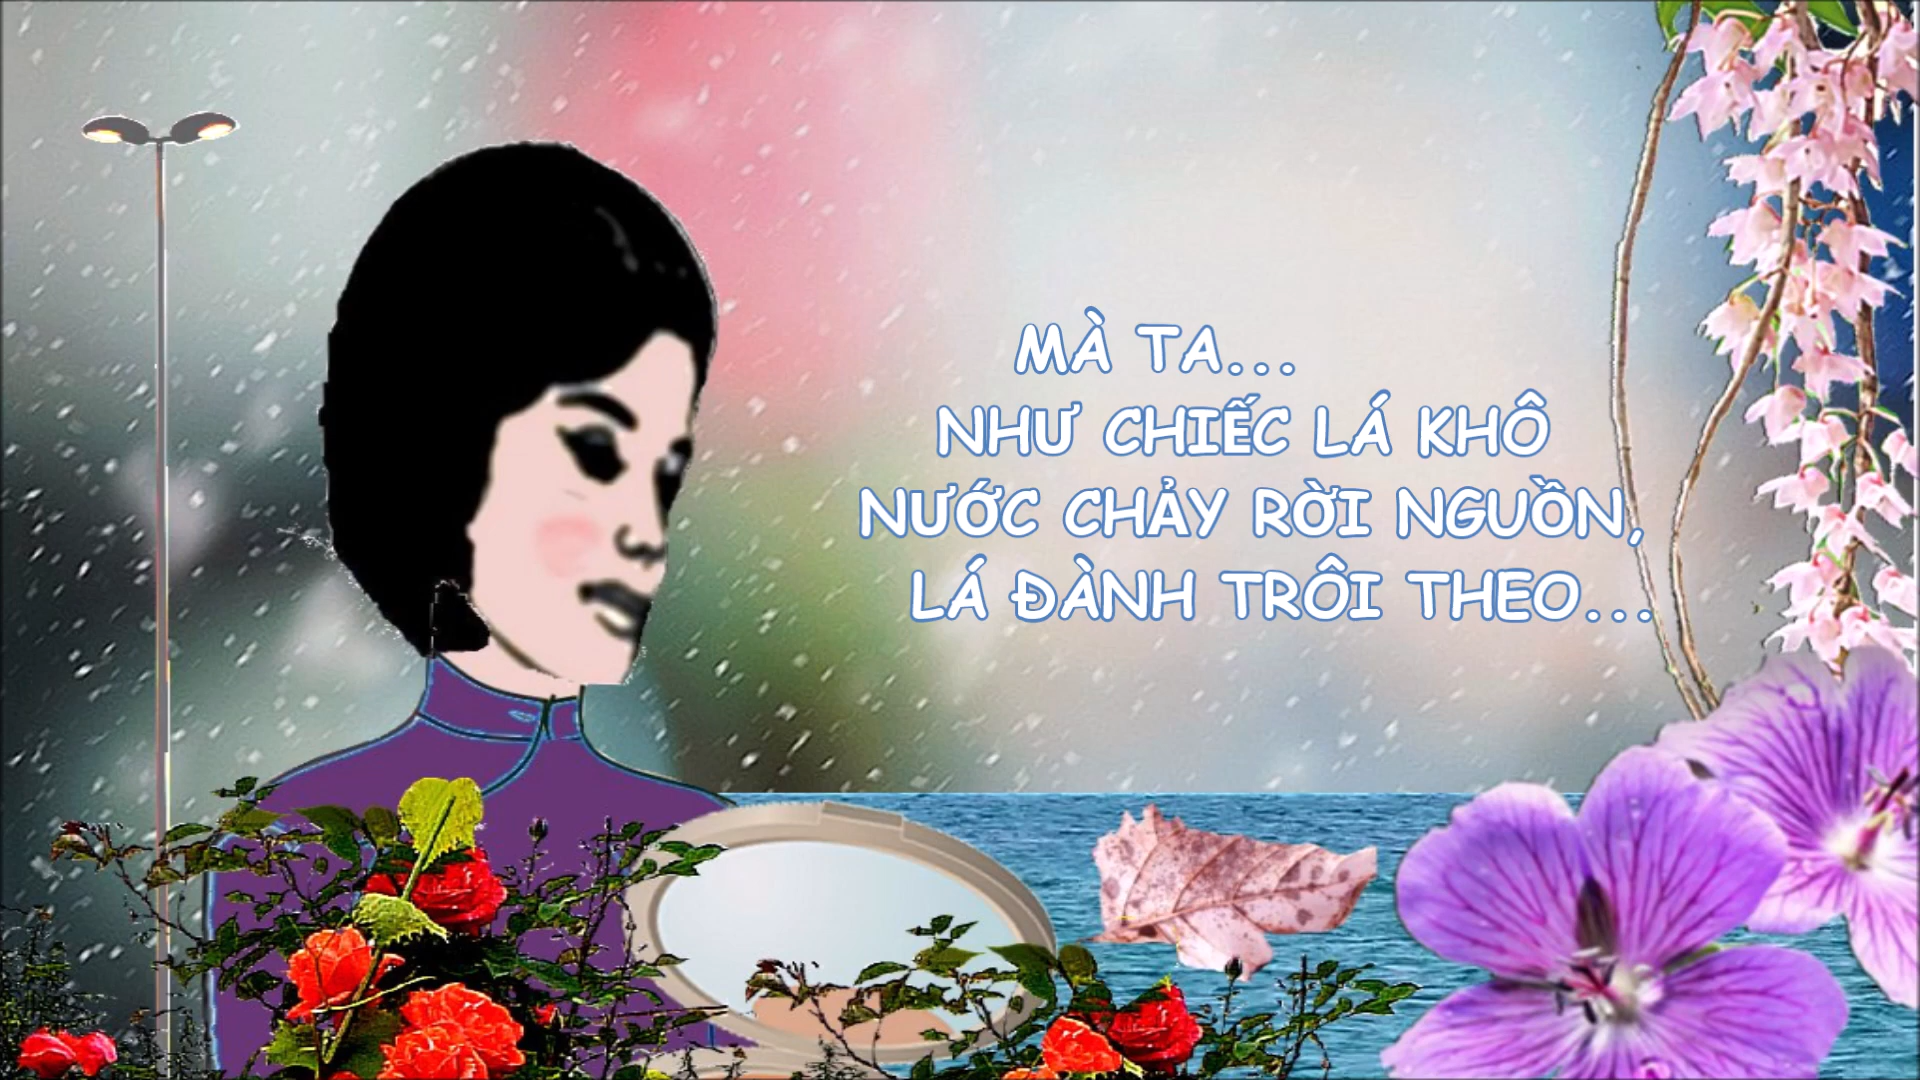 MÀ TA...
NHƯ CHIẾC LÁ KHÔ
NƯỚC CHẢY RỜI NGUỒN,
LÁ ĐÀNH TRÔI THEO...